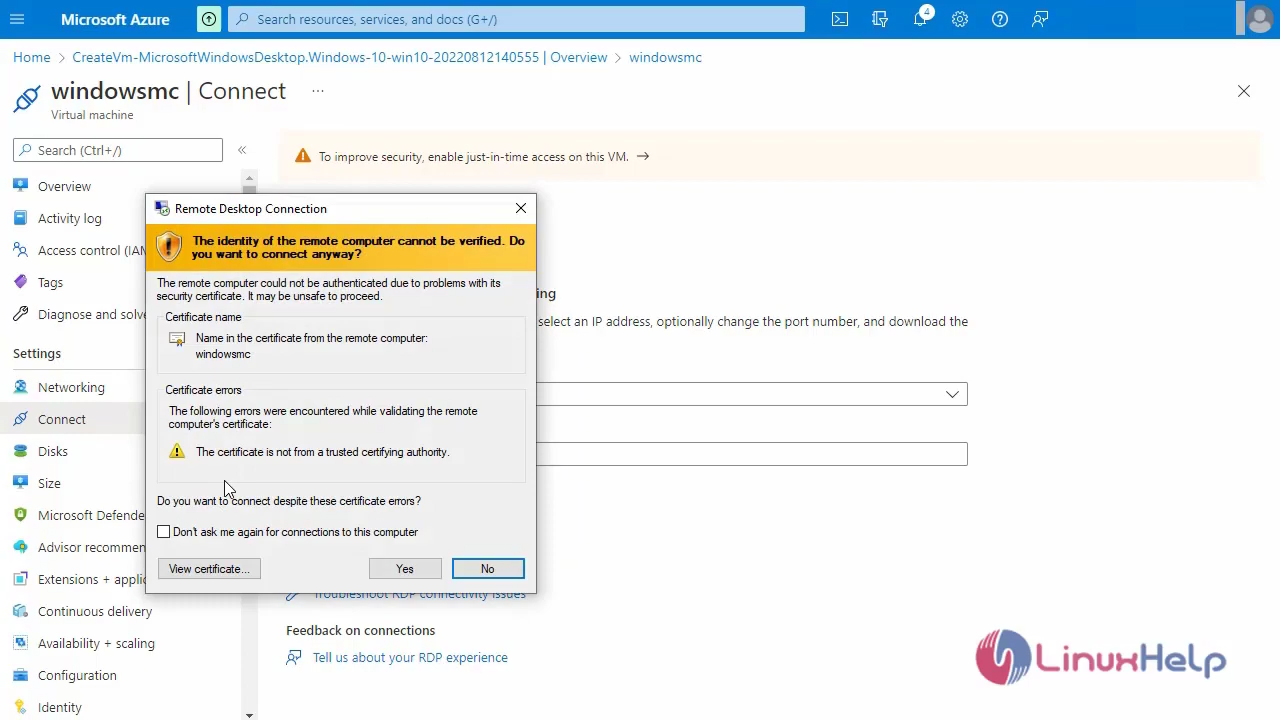 Microsoft Azure
Search resources, services, and docs (G+/)
4
Home > CreateVm-MicrosoftWindowsDesktop.Windows-10-win10-20220812140555 | Overview > windowsmc
windowsmc | Connect ...
Virtual machine
Search (Ctrl+/)
«
To improve security, enable just-in-time access on this VM. →
Overview
Activity log
Access control (IAM
Tags
Diagnose and solve
Settings
Networking
Connect
Disks
Size
Microsoft Defende
Advisor recommen
Extensions + applic
Continuous delivery
Availability + scaling
Configuration
Identity
Remote Desktop Connection
The identity of the remote computer cannot be verified. Do
you want to connect anyway?
The remote computer could not be authenticated due to problems with its
security certificate. It may be unsafe to proceed.
Certificate name
Name in the certificate from the remote computer:
windowsmc
Certificate errors
The following errors were encountered while validating the remote
computer's certificate:
The certificate is not from a trusted certifying authority.
Do you want to connect despite these certificate errors?
Don't ask me again for connections to this computer
View certificate...
Yes
No
ing
select an IP address, optionally change the port number, and download the
Troubleshoot RDP connectivity issues
Feedback on connections
Tell us about your RDP experience
LinuxHelp